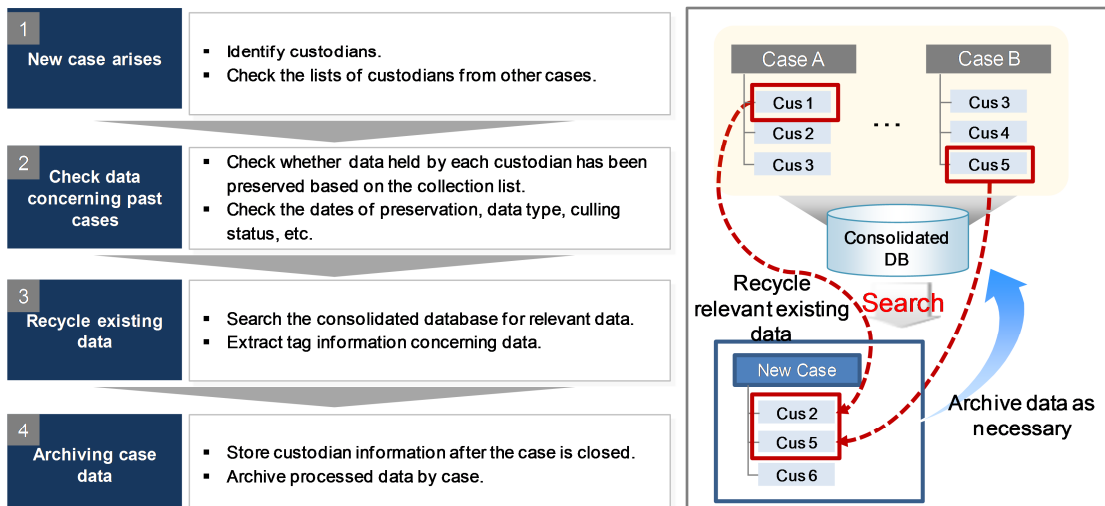 1
New case arises
▪ Identify custodians.
▪ Check the lists of custodians from other cases.
2
Check data
concerning past
cases
▪ Check whether data held by each custodian has been
preserved based on the collection list.
▪ Check the dates of preservation, data type, culling
status, etc.
3
Recycle existing
data
▪ Search the consolidated database for relevant data.
▪ Extract tag information concerning data.
4
Archiving case
data
▪ Store custodian information after the case is closed.
▪ Archive processed data by case.
Case A
Cus 1
Cus 2
Cus 3
...
Case B
Cus 3
Cus 4
Cus 5
Consolidated
DB
Recycle
relevant existing
data
Search
New Case
Cus 2
Cus 5
Cus 6
Archive data as
necessary